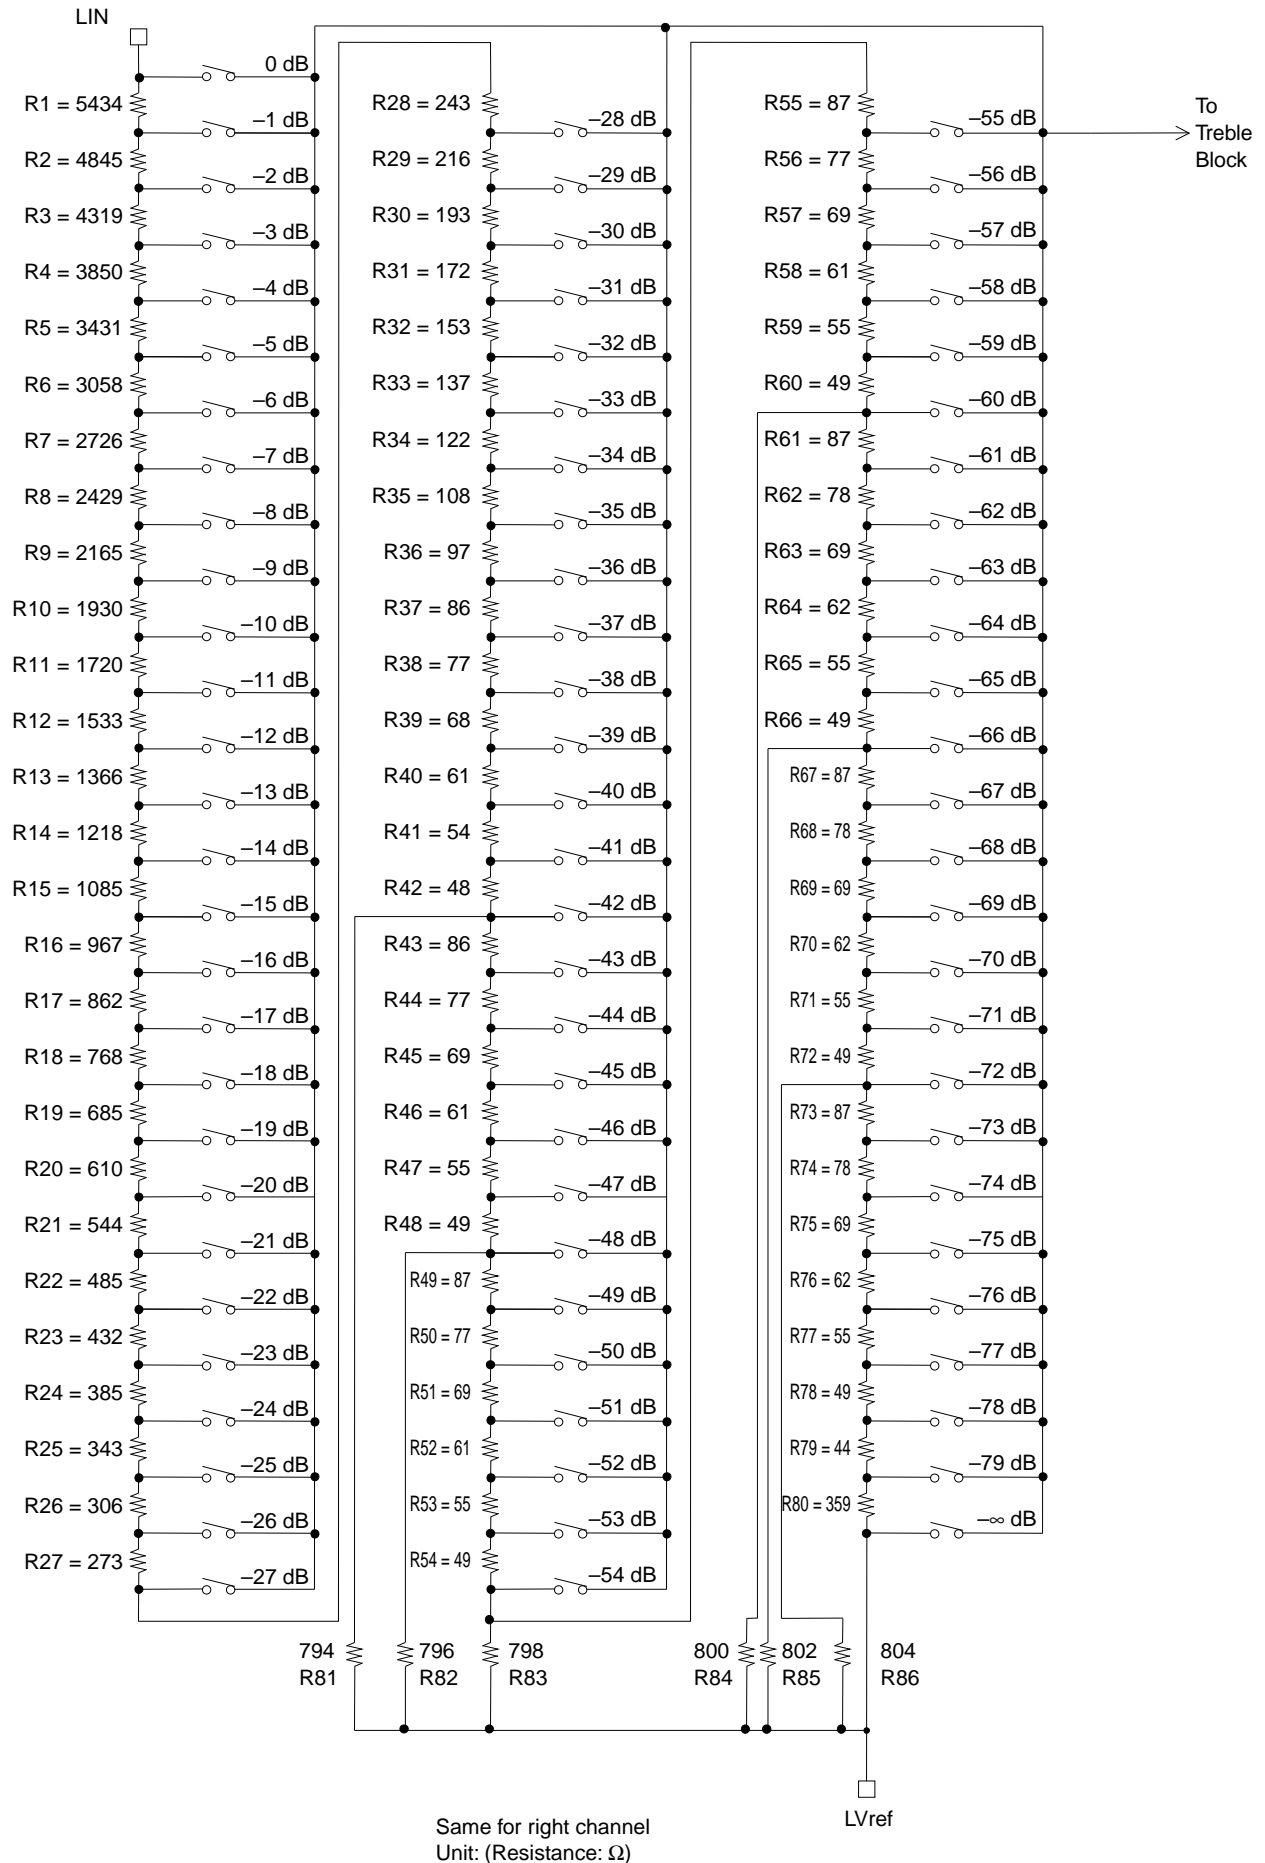 LIN
0 dB
R1 = 5434
–1 dB
R2 = 4845
–2 dB
R3 = 4319
–3 dB
R4 = 3850
–4 dB
R5 = 3431
–5 dB
R6 = 3058
–6 dB
R7 = 2726
–7 dB
R8 = 2429
–8 dB
R9 = 2165
–9 dB
R10 = 1930
–10 dB
R11 = 1720
–11 dB
R12 = 1533
–12 dB
R13 = 1366
–13 dB
R14 = 1218
–14 dB
R15 = 1085
–15 dB
R16 = 967
–16 dB
R17 = 862
–17 dB
R18 = 768
–18 dB
R19 = 685
–19 dB
R20 = 610
–20 dB
R21 = 544
–21 dB
R22 = 485
–22 dB
R23 = 432
–23 dB
R24 = 385
–24 dB
R25 = 343
–25 dB
R26 = 306
–26 dB
R27 = 273
–27 dB
R28 = 243
–28 dB
R29 = 216
–29 dB
R30 = 193
–30 dB
R31 = 172
–31 dB
R32 = 153
–32 dB
R33 = 137
–33 dB
R34 = 122
–34 dB
R35 = 108
–35 dB
R36 = 97
–36 dB
R37 = 86
–37 dB
R38 = 77
–38 dB
R39 = 68
–39 dB
R40 = 61
–40 dB
R41 = 54
–41 dB
R42 = 48
–42 dB
R43 = 86
–43 dB
R44 = 77
–44 dB
R45 = 69
–45 dB
R46 = 61
–46 dB
R47 = 55
–47 dB
R48 = 49
–48 dB
R49 = 87
–49 dB
R50 = 77
–50 dB
R51 = 69
–51 dB
R52 = 61
–52 dB
R53 = 55
–53 dB
R54 = 49
–54 dB
R55 = 87
–55 dB
R56 = 77
–56 dB
R57 = 69
–57 dB
R58 = 61
–58 dB
R59 = 55
–59 dB
R60 = 49
–60 dB
R61 = 87
–61 dB
R62 = 78
–62 dB
R63 = 69
–63 dB
R64 = 62
–64 dB
R65 = 55
–65 dB
R66 = 49
–66 dB
R67 = 87
–67 dB
R68 = 78
–68 dB
R69 = 69
–69 dB
R70 = 62
–70 dB
R71 = 55
–71 dB
R72 = 49
–72 dB
R73 = 87
–73 dB
R74 = 78
–74 dB
R75 = 69
–75 dB
R76 = 62
–76 dB
R77 = 55
–77 dB
R78 = 49
–78 dB
R79 = 44
–79 dB
R80 = 359
–∞ dB
To
Treble
Block
794
R81
796
R82
798
R83
800
R84
802
R85
804
R86
LVref
Same for right channel
Unit: (Resistance: Ω)